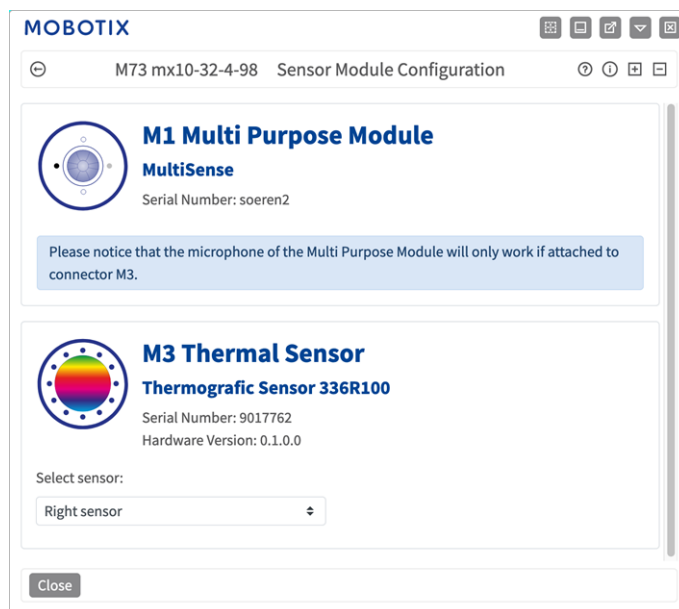 MOBOTIX
M73 mx10-32-4-98 Sensor Module Configuration
M1 Multi Purpose Module
MultiSense
Serial Number: soeren2
Please notice that the microphone of the Multi Purpose Module will only work if attached to
connector M3.
M3 Thermal Sensor
Thermografic Sensor 336R100
Serial Number: 9017762
Hardware Version: 0.1.0.0
Select sensor:
Right sensor
Close